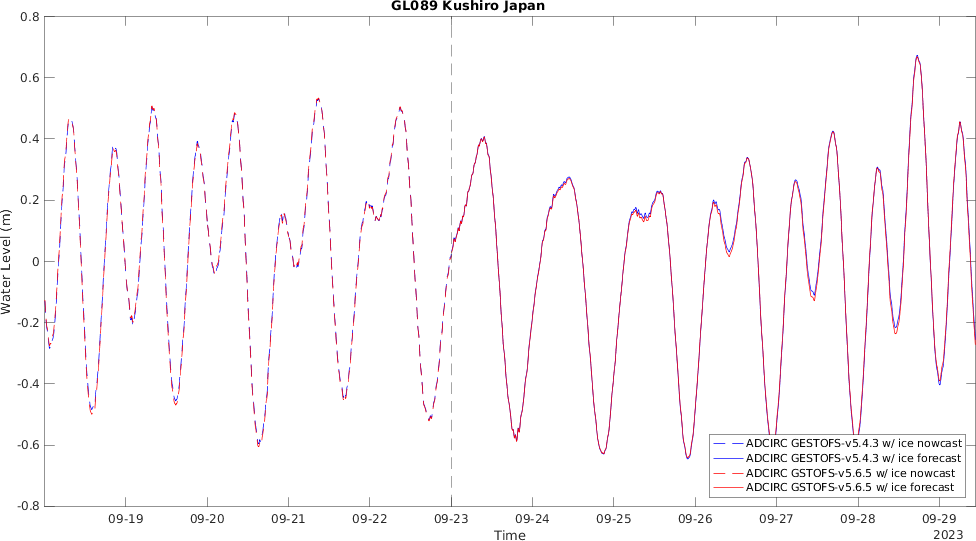 GL089 Kushiro Japan
0.8
0.6
0.4
0.2
0
-0.2
-0.4
-0.6
-0.8
Water Level (m)
ADCIRC GESTOFS-v5.4.3 w/ ice nowcast
ADCIRC GESTOFS-v5.4.3 w/ ice forecast
ADCIRC GSTOFS-v5.6.5 w/ ice nowcast
ADCIRC GSTOFS-v5.6.5 w/ ice forecast
09-19 09-20 09-21 09-22 09-23 09-24 09-25 09-26 09-27 09-28 09-29
Time
2023